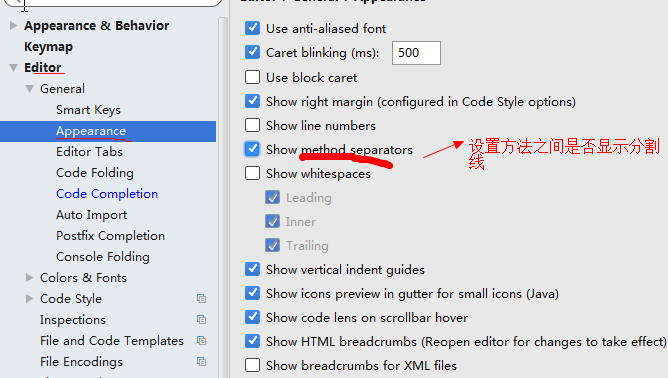 Appearance & Behavior
Keymap
Editor
General
Smart Keys
Appearance
Editor Tabs
Code Folding
Code Completion
Auto Import
Postfix Completion
Console Folding
Colors & Fonts
Code Style
Inspections
File and Code Templates
File Encodings
Use anti-aliased font
Caret blinking (ms): 500
Use block caret
Show right margin (configured in Code Style options)
Show line numbers
Show method separators
Show whitespaces
Leading
Inner
Trailing
Show vertical indent guides
Show icons preview in gutter for small icons (Java)
Show code lens on scrollbar hover
Show HTML breadcrumbs (Reopen editor for changes to take effect)
Show breadcrumbs for XML files
设置方法之间是否显示分割
线